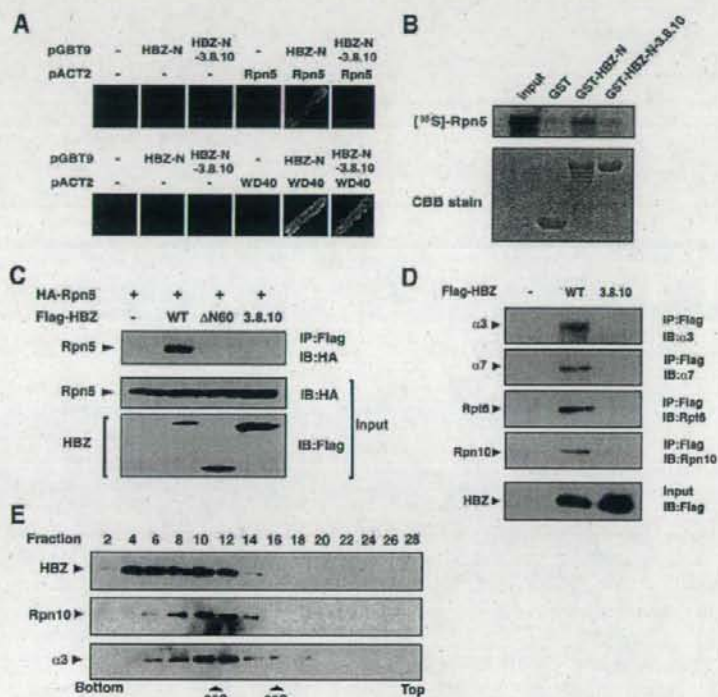 A
pGBT9 - HBZ-N HBZ-N -3.8.10 - HBZ-N HBZ-N -3.8.10
pACT2 - - - Rpn5 Rpn5 Rpn5
pGBT9 - HBZ-N HBZ-N -3.8.10 - HBZ-N HBZ-N -3.8.10
pACT2 - - - WD40 WD40 WD40
B
Input GST GST-HBZ-N GST-HBZ-N-3.8.10
[³⁵S]-Rpn5
CBB stain
C
HA-Rpn5 + + + +
Flag-HBZ - WT ΔN60 3.8.10
Rpn5 IP:Flag IB:HA
Rpn5 IB:HA
HBZ IB:Flag
Input
D
Flag-HBZ - WT 3.8.10
α3 IP:Flag IB:α3
α7 IP:Flag IB:α7
Rpt6 IP:Flag IB:Rpt6
Rpn10 IP:Flag IB:Rpn10
HBZ Input IB:Flag
E
Fraction 2 4 6 8 10 12 14 16 18 20 22 24 26 28
HBZ
Rpn10
α3
Bottom Top